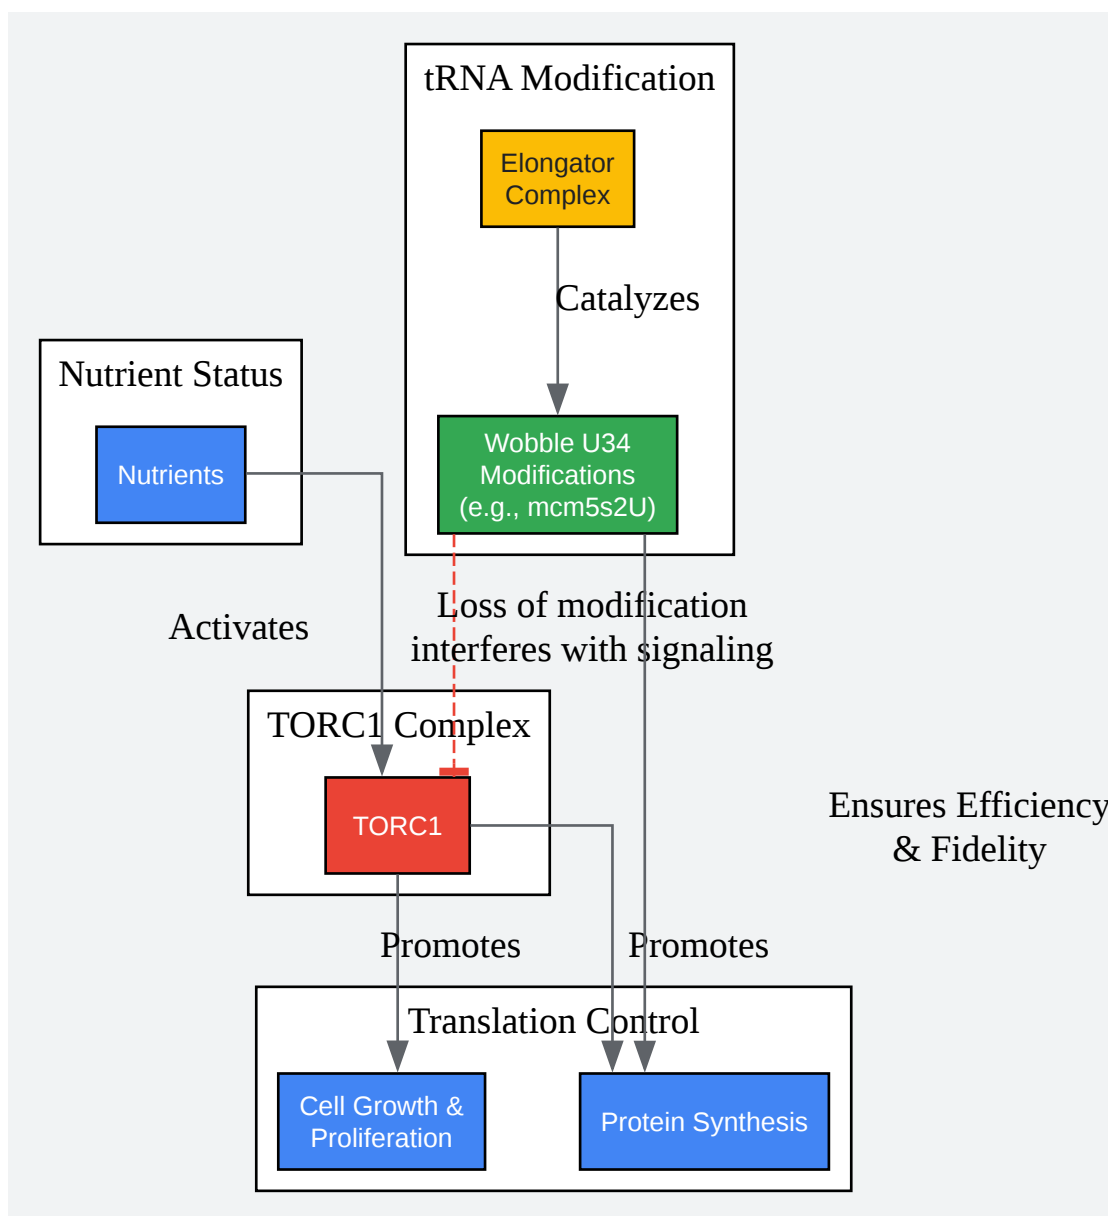 tRNA Modification
Elongator
Complex
Catalyzes
Nutrient Status
Nutrients
Wobble U34
Modifications
(e.g., mcm5s2U)
Activates
Loss of modification
interferes with signaling
TORC1 Complex
TORC1
Ensures Efficiency
& Fidelity
Promotes
Promotes
Translation Control
Cell Growth &
Proliferation
Protein Synthesis